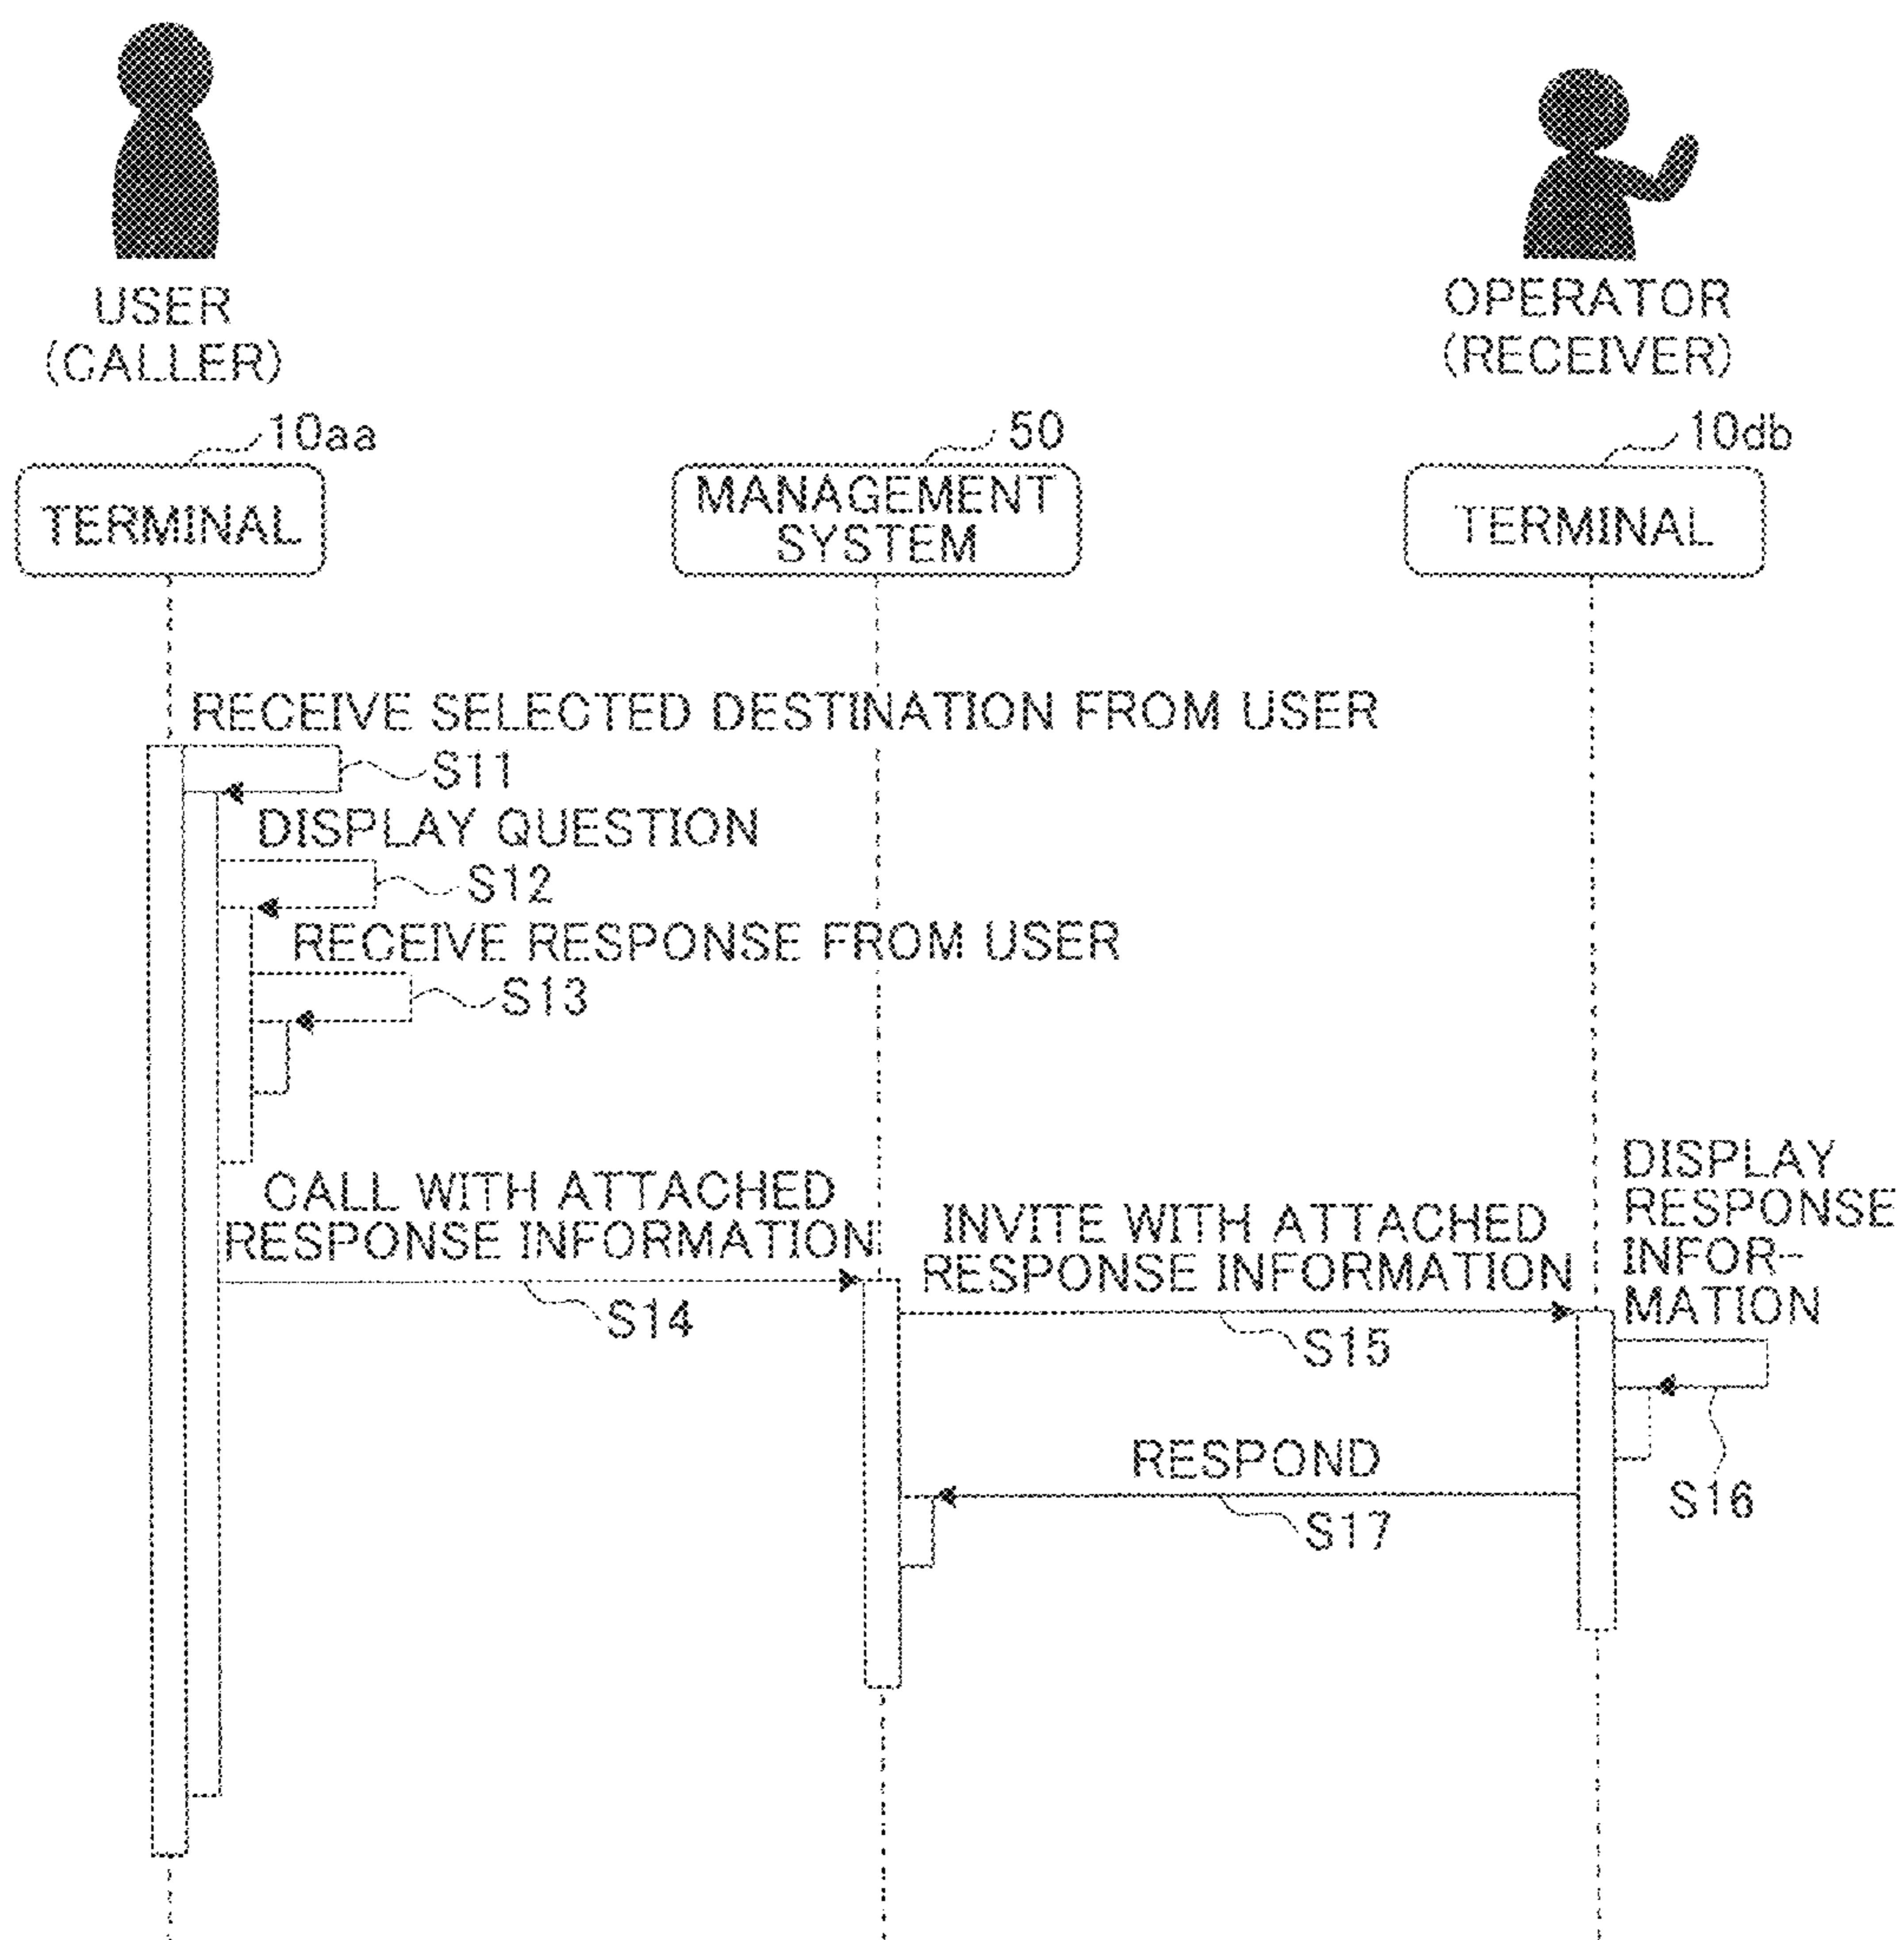 USER
(CALLER)
OPERATOR
(RECEIVER)
10aa
50
10db
TERMINAL
MANAGEMENT
SYSTEM
TERMINAL
RECEIVE SELECTED DESTINATION FROM USER
S11
DISPLAY QUESTION
S12
RECEIVE RESPONSE FROM USER
S13
CALL WITH ATTACHED
RESPONSE INFORMATION
S14
INVITE WITH ATTACHED
RESPONSE INFORMATION
S15
DISPLAY
RESPONSE
INFOR-
MATION
S16
RESPOND
S17